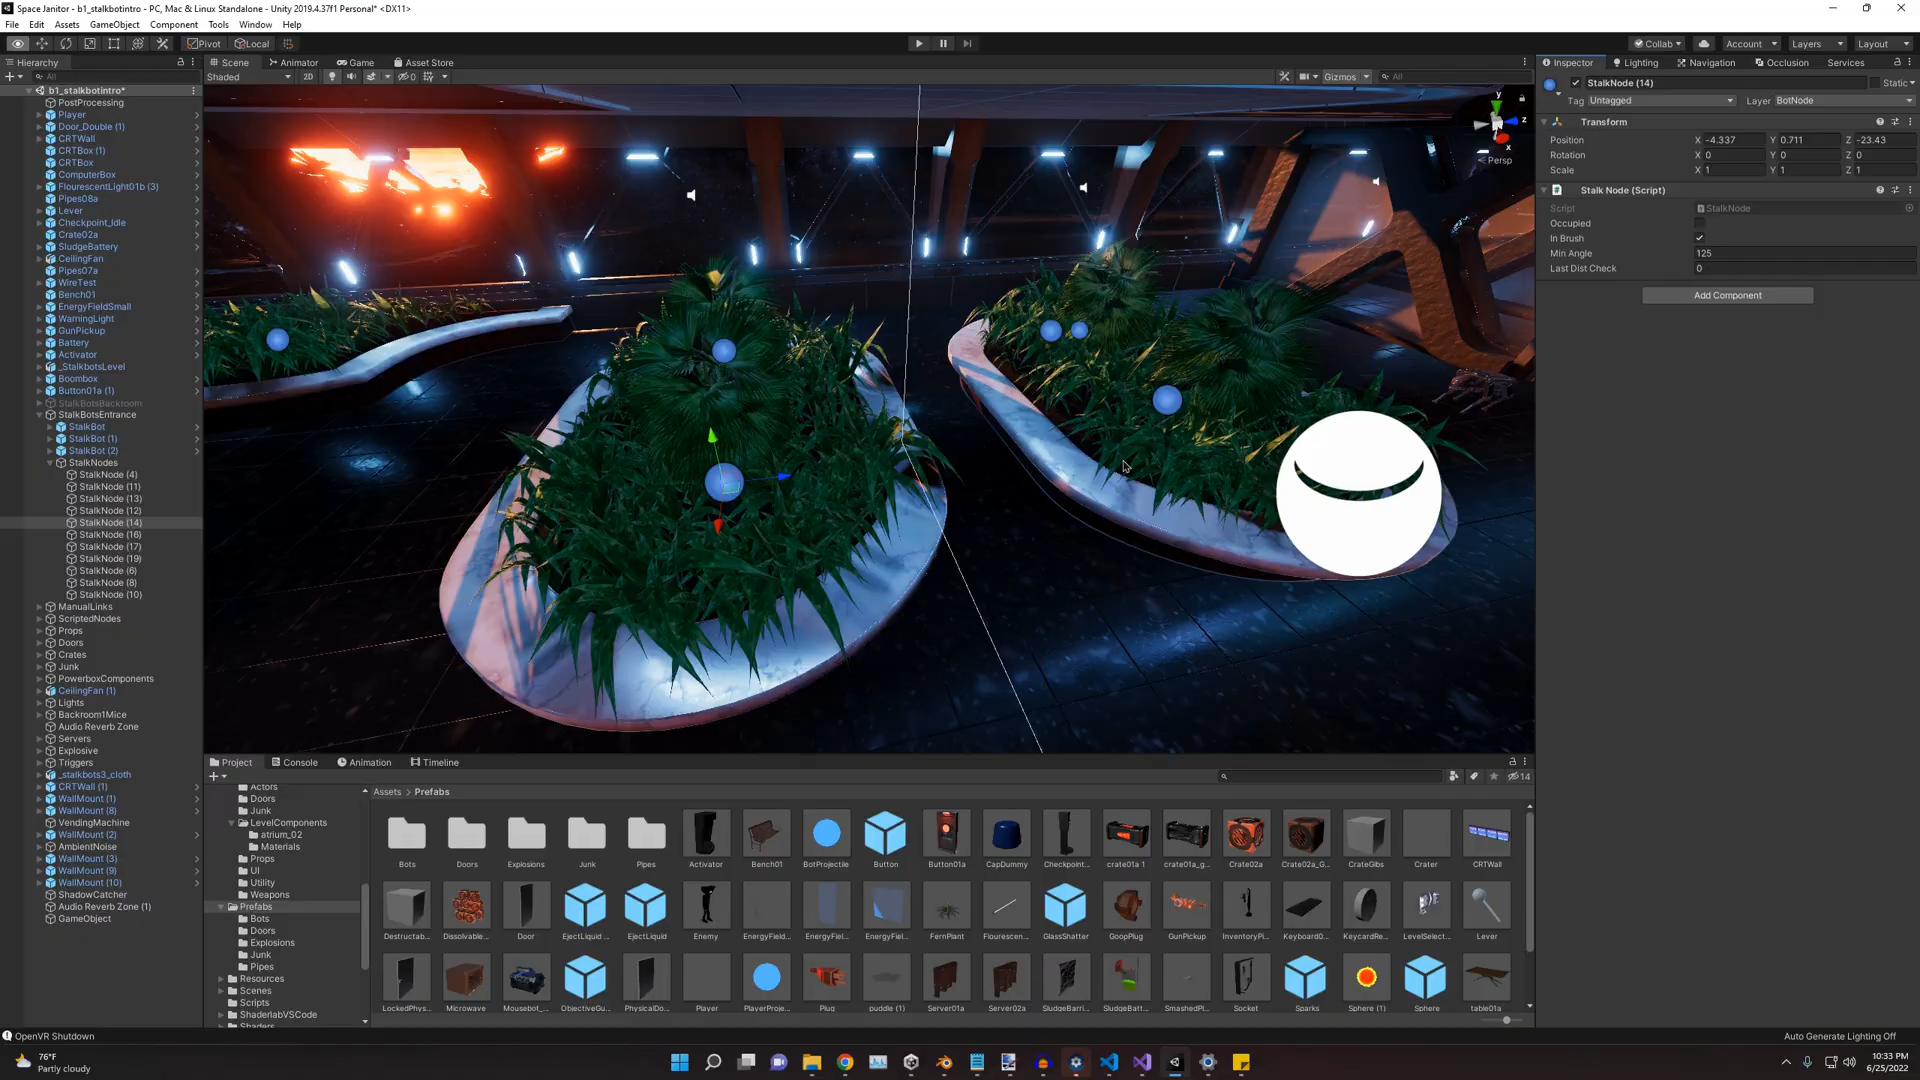 Space Janitor - b1_stalkbotintro - PC, Mac & Linux Standalone - Unity 2019.4.37f1 Personal* <DX11>
File Edit Assets GameObject Component Tools Window Help
Pivot Local Collab Account Layers Layout
Hierarchy
All
b1_stalkbotintro*
PostProcessing
Player
Door_Double (1)
CRTWall
CRTBox (1)
CRTBox
ComputerBox
FlourescentLight01b (3)
Pipes08a
Lever
Checkpoint_Idle
Crate02a
SludgeBattery
CeilingFan
Pipes07a
WireTest
Bench01
EnergyFieldSmall
WarningLight
GunPickup
Battery
Activator
_StalkbotsLevel
Boombox
Button01a (1)
StalkBotsBackroom
StalkBotsEntrance
StalkBot
StalkBot (1)
StalkBot (2)
StalkNodes
StalkNode (4)
StalkNode (11)
StalkNode (13)
StalkNode (12)
StalkNode (14)
StalkNode (16)
StalkNode (17)
StalkNode (19)
StalkNode (6)
StalkNode (8)
StalkNode (10)
ManualLinks
ScriptedNodes
Props
Doors
Crates
Junk
PowerboxComponents
CeilingFan (1)
Lights
Backroom1Mice
Audio Reverb Zone
Servers
Explosive
Triggers
_stalkbots3_cloth
CRTWall (1)
WallMount (1)
WallMount (8)
VendingMachine
WallMount (2)
AmbientNoise
WallMount (3)
WallMount (9)
WallMount (10)
ShadowCatcher
Audio Reverb Zone (1)
GameObject
Scene Animator Game Asset Store
Shaded 2D 0 Gizmos All
y
z
x
Persp
Inspector Lighting Navigation Occlusion Services
StalkNode (14) Static
Tag Untagged Layer BotNode
Transform
Position X -4.337 Y 0.711 Z -23.43
Rotation X 0 Y 0 Z 0
Scale X 1 Y 1 Z 1
Stalk Node (Script)
Script StalkNode
Occupied
In Brush
Min Angle 125
Last Dist Check 0
Add Component
Project Console Animation Timeline
14
Actors
Doors
Junk
LevelComponents
atrium_02
Materials
Props
UI
Utility
Weapons
Prefabs
Bots
Doors
Explosions
Junk
Pipes
Resources
Scenes
Scripts
ShaderlabVSCode
Shaders
Assets > Prefabs
Bots Doors Explosions Junk Pipes Activator Bench01 BotProjectile Button Button01a CapDummy Checkpoint... crate01a 1 crate01a_g... Crate02a Crate02a_G... CrateGibs Crater CRTWall
Destructab... Dissolvable... Door EjectLiquid ... EjectLiquid Enemy EnergyField... EnergyFiel... EnergyFiel... FernPlant Flourescen... GlassShatter GoopPlug GunPickup InventoryPi... Keyboard0... KeycardRe... LevelSelect... Lever
LockedPhys... Microwave Mousebot_... ObjectiveGu... PhysicalDo... Player PlayerProje... Plug puddle (1) Server01a Server02a SludgeBarri... SludgeBatt... SmashedPl... Socket Sparks Sphere (1) Sphere table01a
OpenVR Shutdown
Auto Generate Lighting Off
76°F
Partly cloudy
10:33 PM
6/25/2022